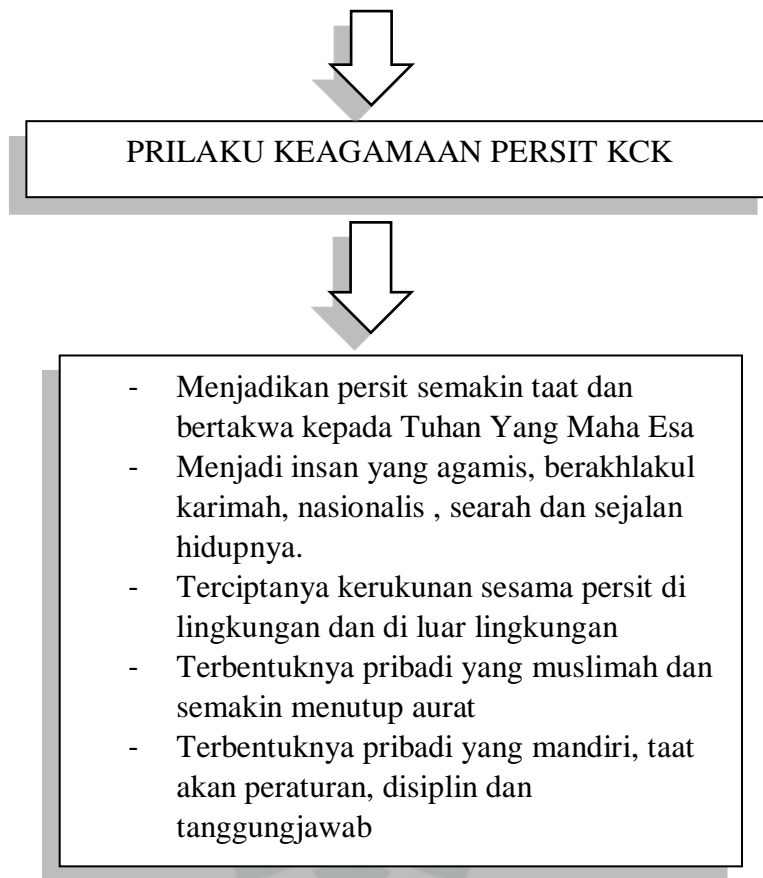 PRILAKU KEAGAMAAN PERSIT KCK
- Menjadikan persit semakin taat dan
bertakwa kepada Tuhan Yang Maha Esa
- Menjadi insan yang agamis, berakhlakul
karimah, nasionalis , searah dan sejalan
hidupnya.
- Terciptanya kerukunan sesama persit di
lingkungan dan di luar lingkungan
- Terbentuknya pribadi yang muslimah dan
semakin menutup aurat
- Terbentuknya pribadi yang mandiri, taat
akan peraturan, disiplin dan
tanggungjawab